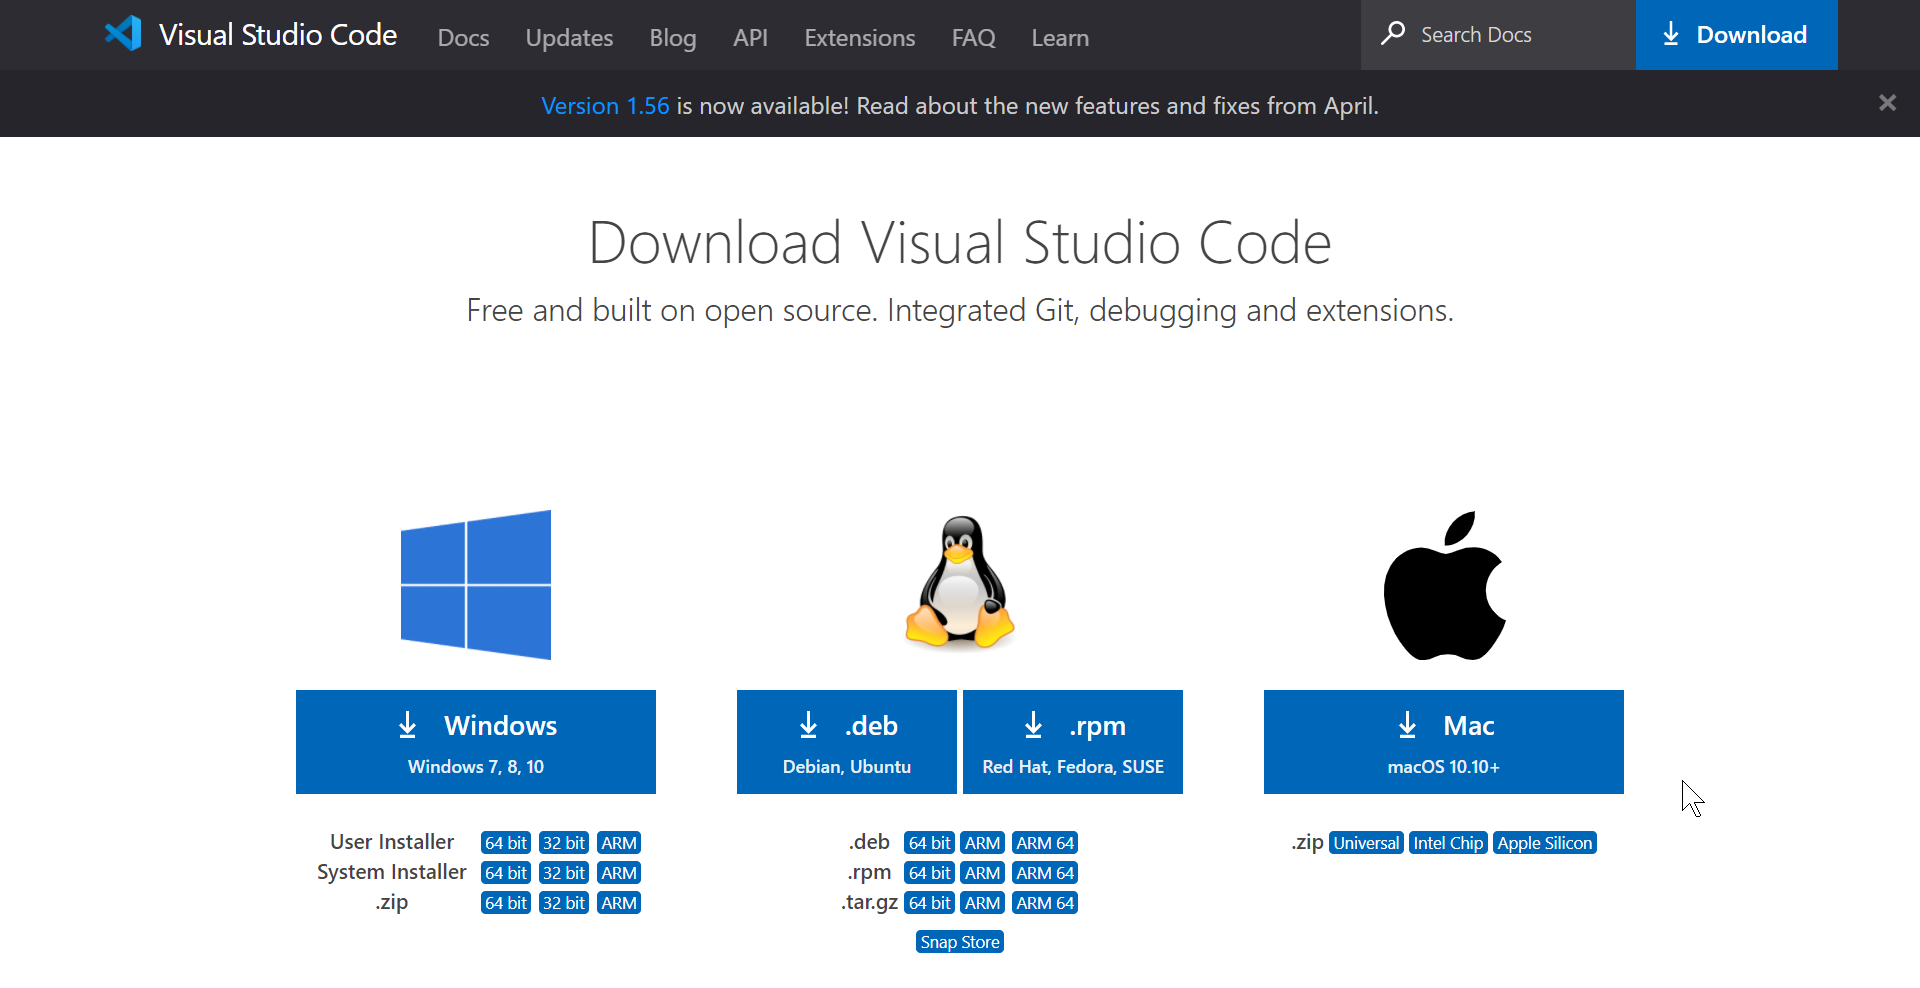 Visual Studio Code Docs Updates Blog API Extensions FAQ Learn Search Docs Download
Version 1.56 is now available! Read about the new features and fixes from April.
Download Visual Studio Code
Free and built on open source. Integrated Git, debugging and extensions.
Windows
Windows 7, 8, 10
User Installer 64 bit 32 bit ARM
System Installer 64 bit 32 bit ARM
.zip 64 bit 32 bit ARM
.deb
Debian, Ubuntu
.rpm
Red Hat, Fedora, SUSE
.deb 64 bit ARM ARM 64
.rpm 64 bit ARM ARM 64
.tar.gz 64 bit ARM ARM 64
Snap Store
Mac
macOS 10.10+
.zip Universal Intel Chip Apple Silicon